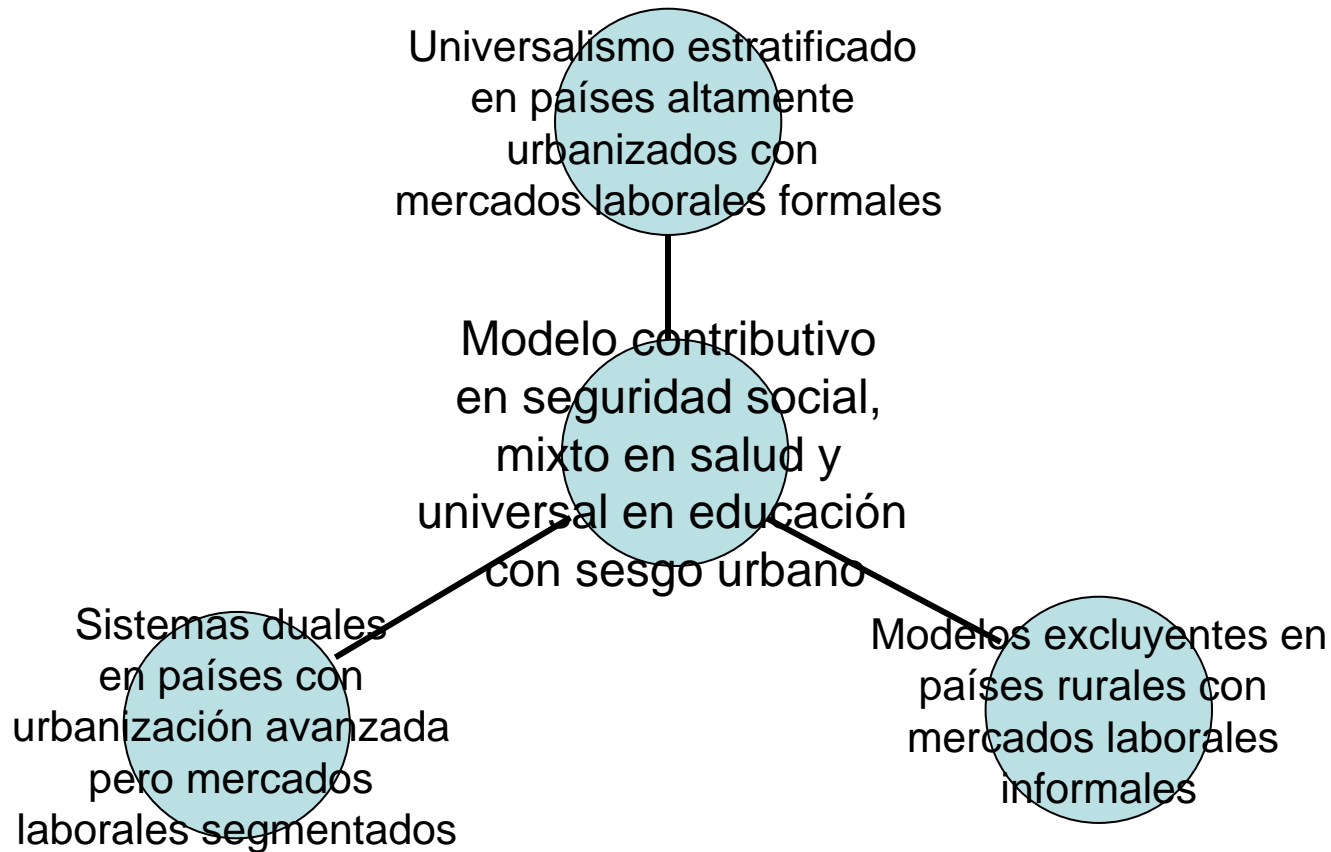 Universalismo estratificado
en países altamente
urbanizados con
mercados laborales formales
Modelo contributivo
en seguridad social,
mixto en salud y
universal en educación
con sesgo urbano
Sistemas duales
en países con
urbanización avanzada
pero mercados
laborales segmentados
Modelos excluyentes en
países rurales con
mercados laborales
informales